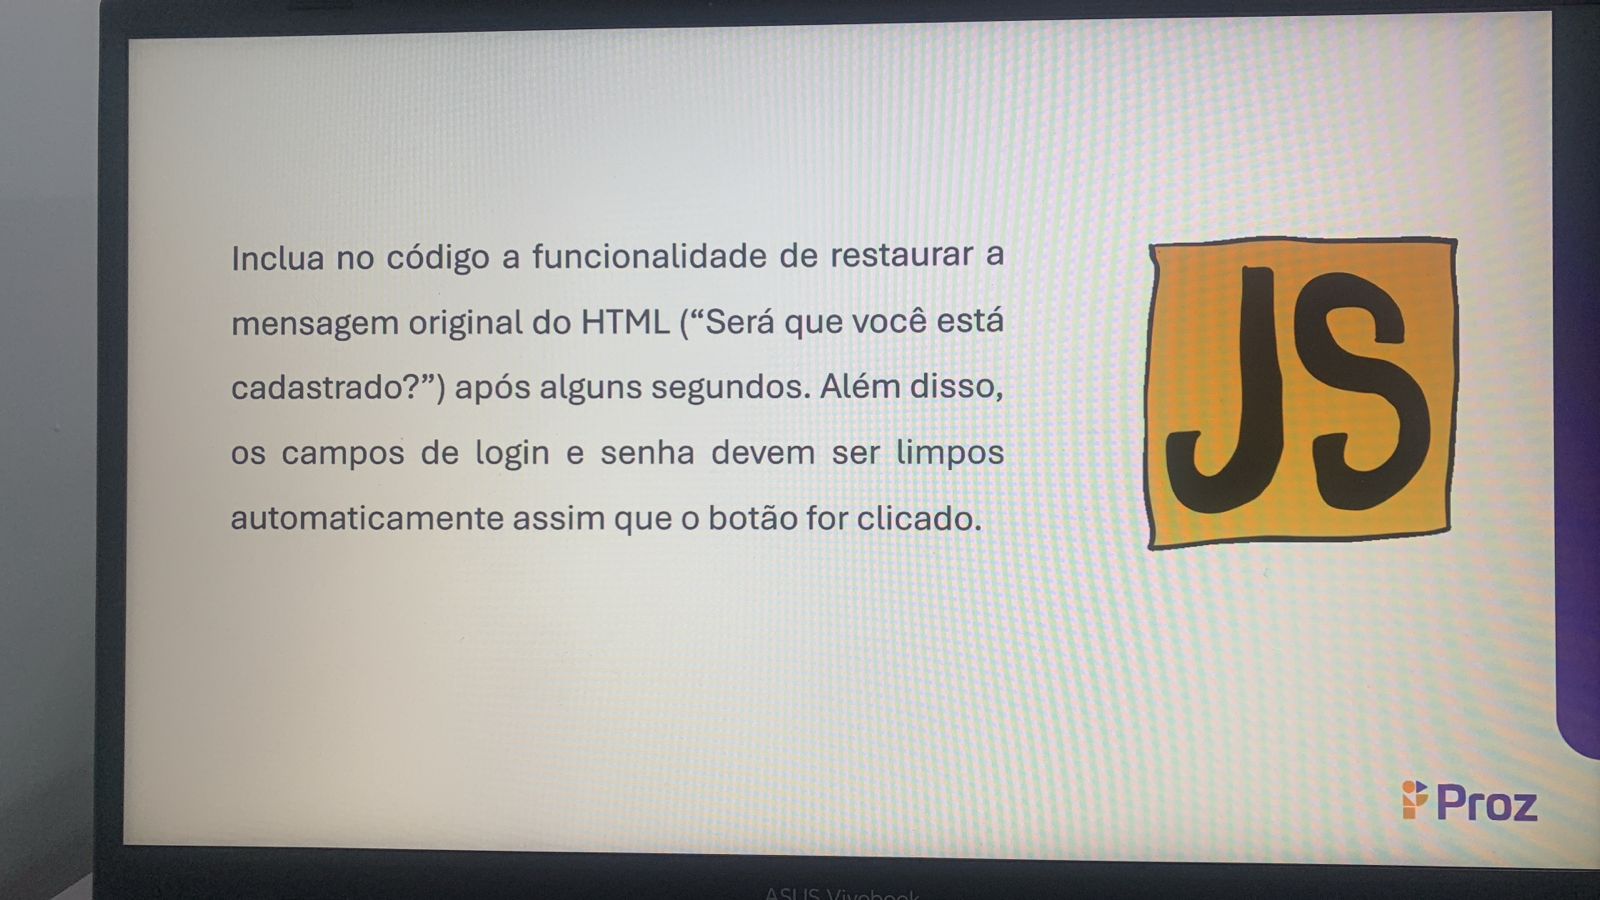 Inclua no código a funcionalidade de restaurar a
mensagem original do HTML (“Será que você está
cadastrado?”) após alguns segundos. Além disso,
os campos de login e senha devem ser limpos
automaticamente assim que o botão for clicado.
JS
Proz
ASUS Vivobook